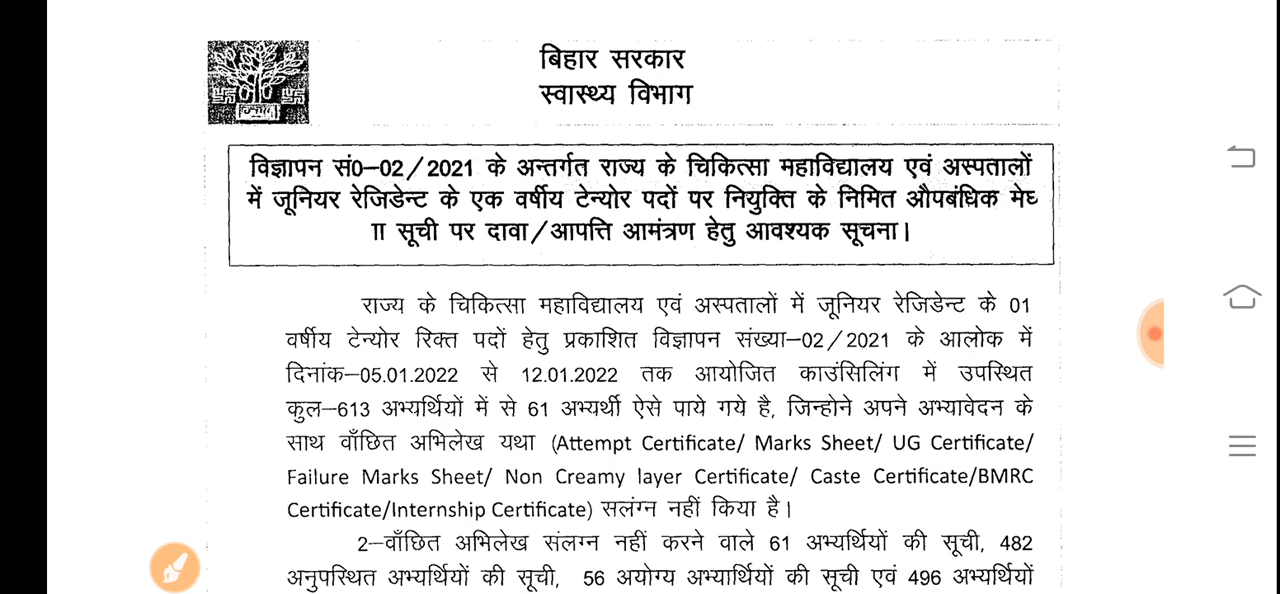 बिहार सरकार
स्वास्थ्य विभाग
विज्ञापन सं0–02/2021 के अन्तर्गत राज्य के चिकित्सा महाविद्यालय एवं अस्पतालों
में जूनियर रेजिडेन्ट के एक वर्षीय टेन्योर पदों पर नियुक्ति के निमित औपबंधिक मेध
ाा सूची पर दावा/आपत्ति आमंत्रण हेतु आवश्यक सूचना।
राज्य के चिकित्सा महाविद्यालय एवं अस्पतालों में जूनियर रेजिडेन्ट के 01
वर्षीय टेन्योर रिक्त पदों हेतु प्रकाशित विज्ञापन संख्या–02/2021 के आलोक में
दिनांक–05.01.2022 से 12.01.2022 तक आयोजित काउंसिलिंग में उपस्थित
कुल–613 अभ्यर्थियों में से 61 अभ्यर्थी ऐसे पाये गये है, जिन्होने अपने अभ्यावेदन के
साथ वाँछित अभिलेख यथा (Attempt Certificate/ Marks Sheet/ UG Certificate/
Failure Marks Sheet/ Non Creamy layer Certificate/ Caste Certificate/BMRC
Certificate/Internship Certificate) सलंग्न नहीं किया है।
2–वाँछित अभिलेख संलग्न नहीं करने वाले 61 अभ्यर्थियों की सूची, 482
अनुपस्थित अभ्यर्थियों की सूची, 56 अयोग्य अभ्यार्थियों की सूची एवं 496 अभ्यर्थियों